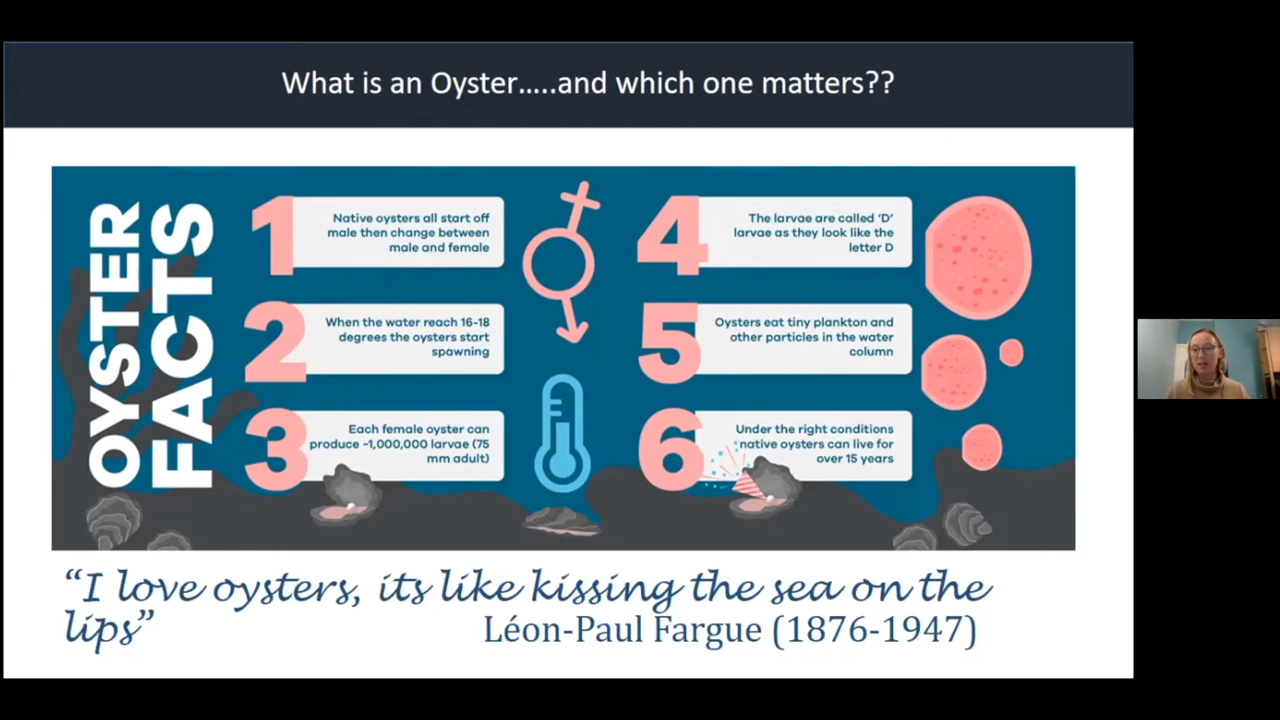 What is an Oyster.....and which one matters??
OYSTER
FACTS
1
Native oysters all start off
male then change between
male and female
2
When the water reach 16-18
degrees the oysters start
spawning
3
Each female oyster can
produce ~1,000,000 larvae (75
mm adult)
4
The larvae are called ‘D’
larvae as they look like the
letter D
5
Oysters eat tiny plankton and
other particles in the water
column
6
Under the right conditions
native oysters can live for
over 15 years
“I love oysters, its like kissing the sea on the
lips”
Léon-Paul Fargue (1876-1947)